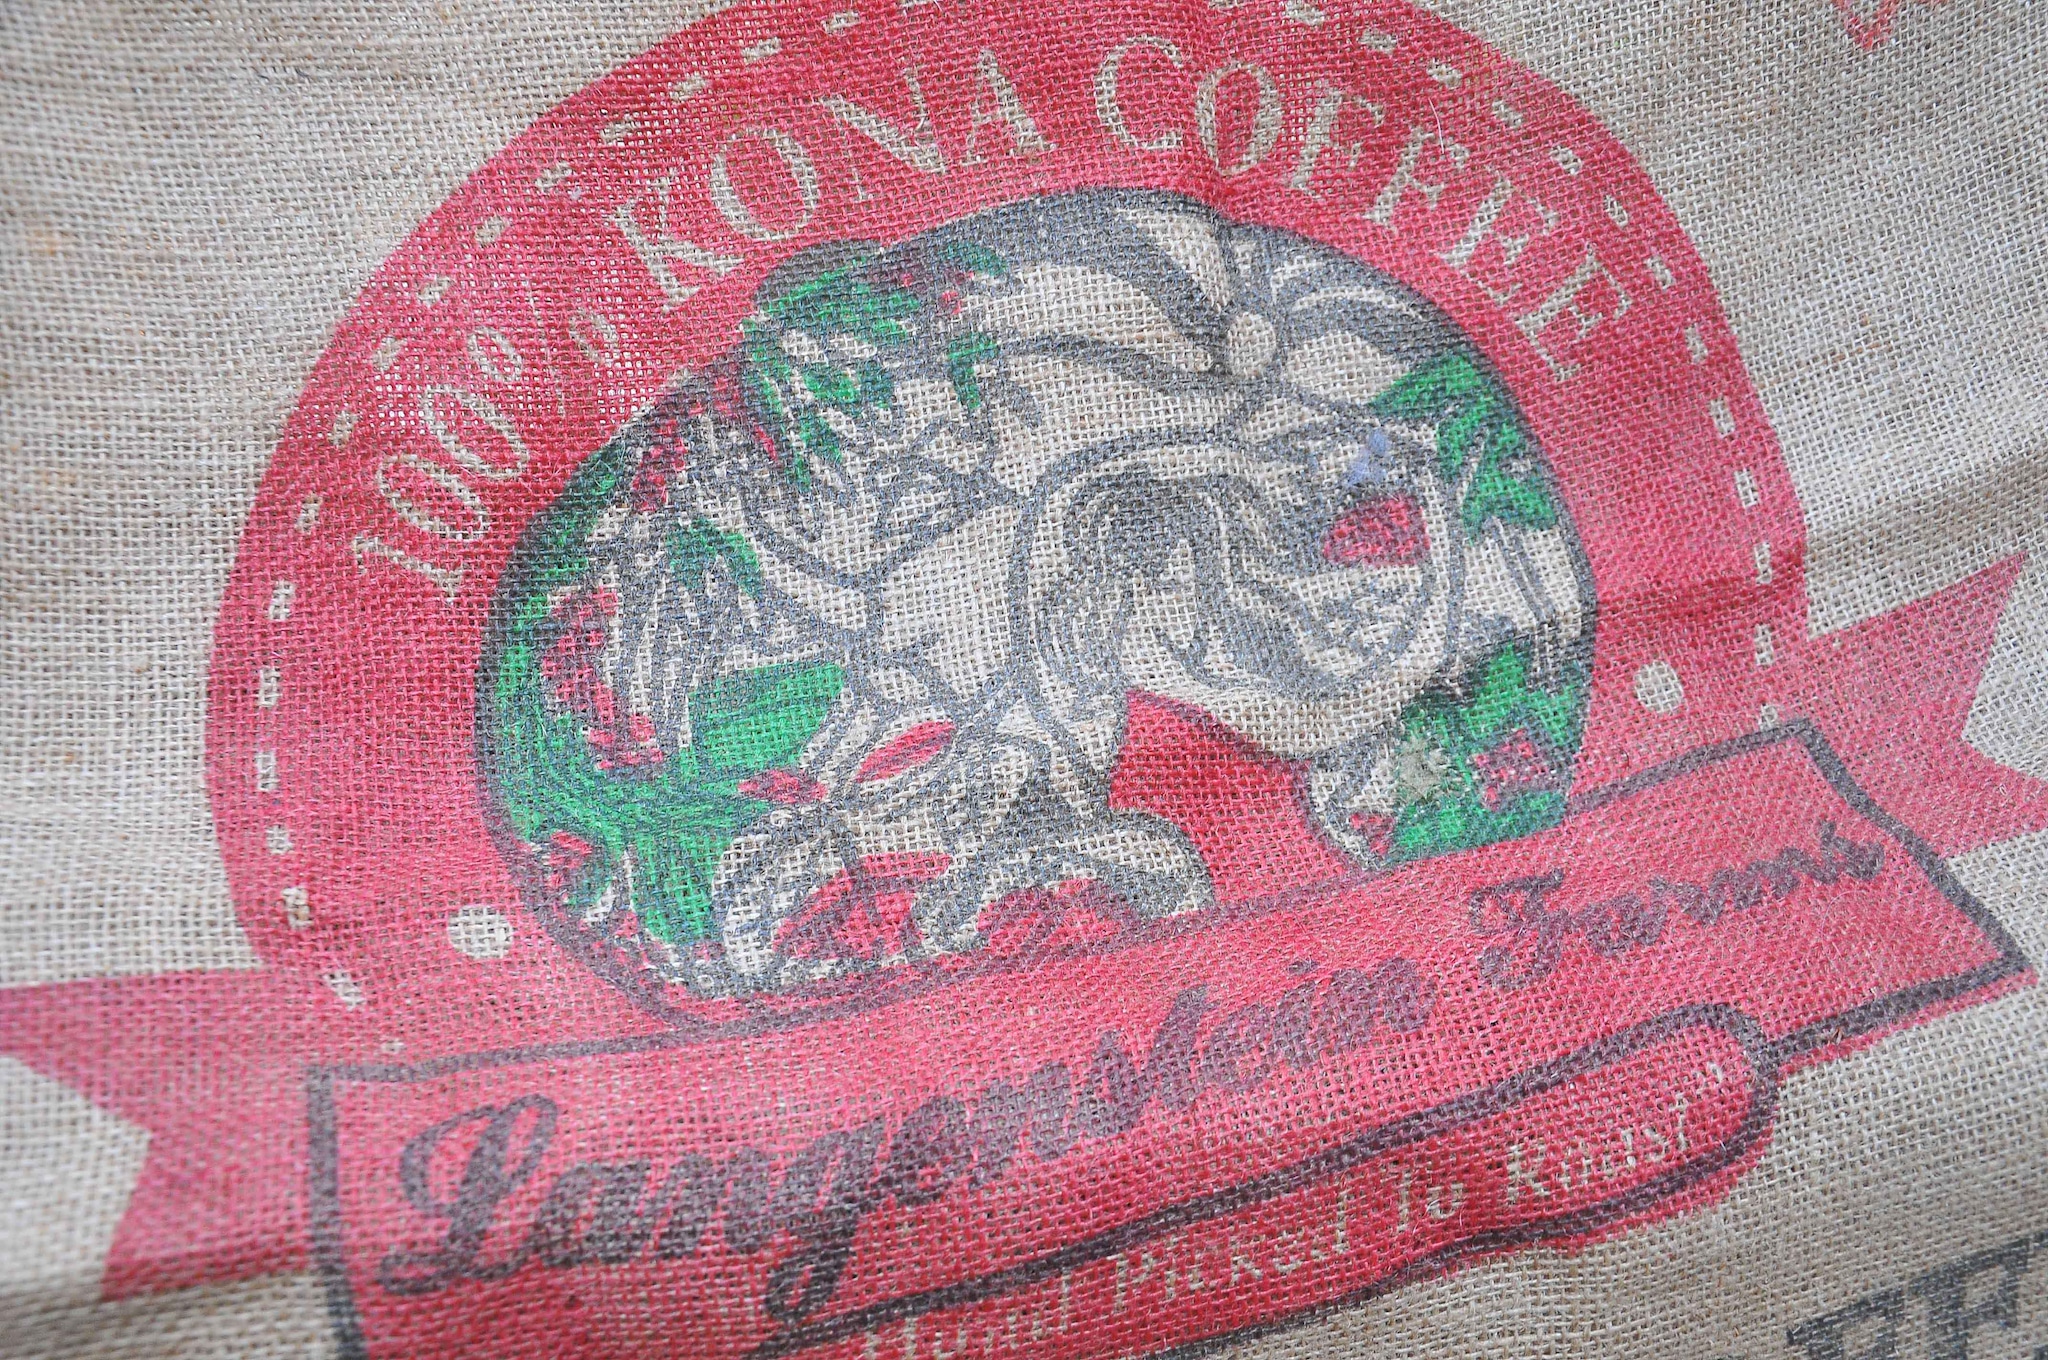 100% KONA COFFEE
Langenstein Farms
Hand Picked To Roast